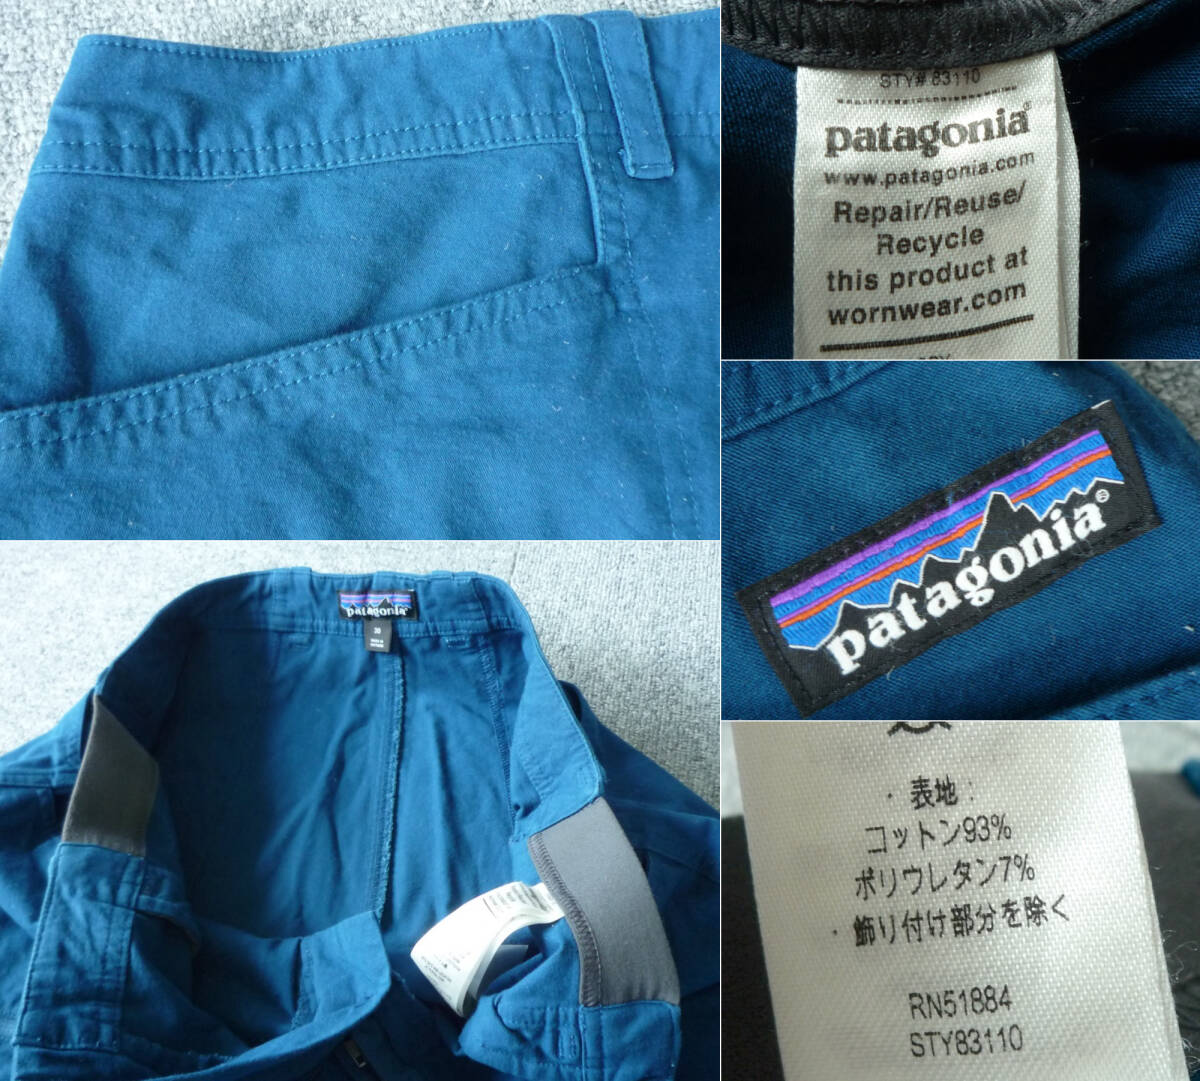 STY# 83110
patagonia®
www.patagonia.com
Repair/Reuse/
Recycle
this product at
wornwear.com
patagonia®
patagonia®
30
・表地:
コットン93%
ポリウレタン7%
・飾り付け部分を除く
RN51884
STY83110